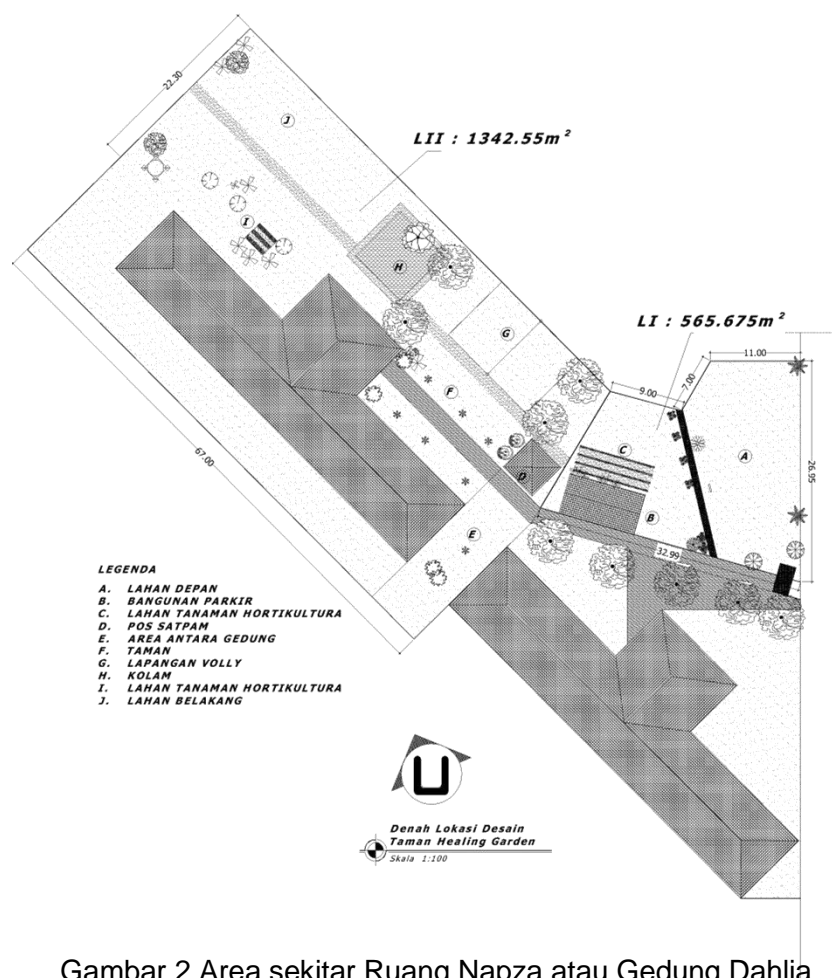 22.30
J
LII : 1342.55m²
I
H
G
LI : 565.675m²
11.00
7.00
9.00
F
C
A
26.95
67.00
D
B
E
32.99
LEGENDA
A. LAHAN DEPAN
B. BANGUNAN PARKIR
C. LAHAN TANAMAN HORTIKULTURA
D. POS SATPAM
E. AREA ANTARA GEDUNG
F. TAMAN
G. LAPANGAN VOLLY
H. KOLAM
I. LAHAN TANAMAN HORTIKULTURA
J. LAHAN BELAKANG
U
Denah Lokasi Desain
Taman Healing Garden
Skala 1:100
Gambar 2 Area sekitar Ruang Napza atau Gedung Dahlia